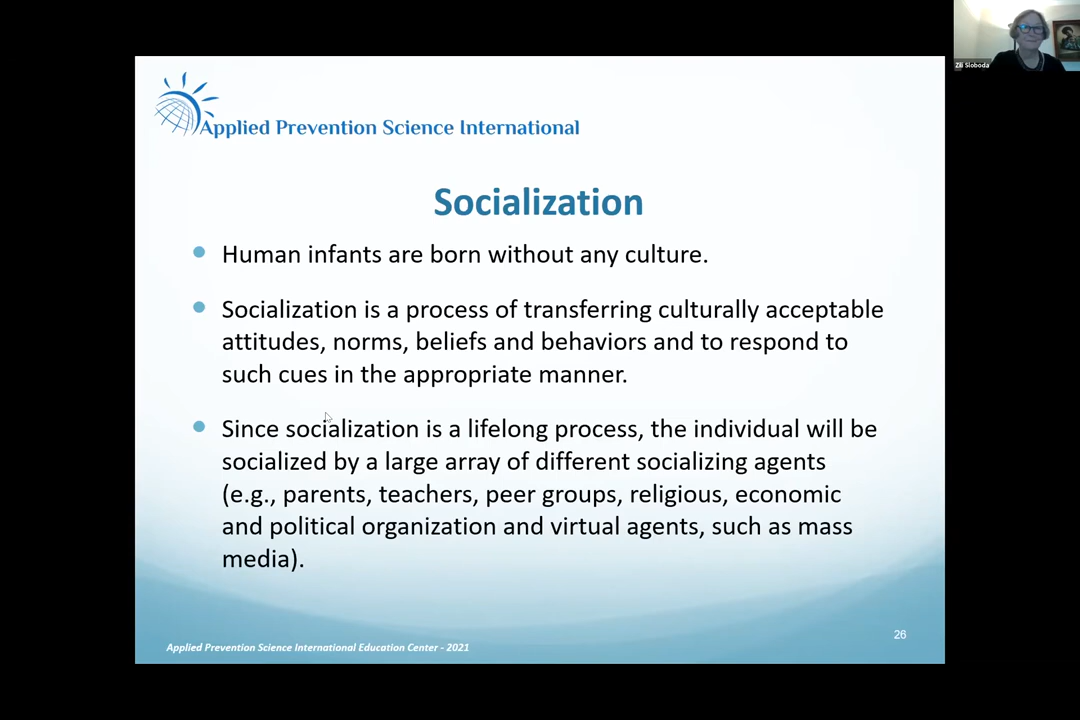 Zili Sloboda
Applied Prevention Science International
Socialization
Human infants are born without any culture.
Socialization is a process of transferring culturally acceptable
attitudes, norms, beliefs and behaviors and to respond to
such cues in the appropriate manner.
Since socialization is a lifelong process, the individual will be
socialized by a large array of different socializing agents
(e.g., parents, teachers, peer groups, religious, economic
and political organization and virtual agents, such as mass
media).
26
Applied Prevention Science International Education Center - 2021